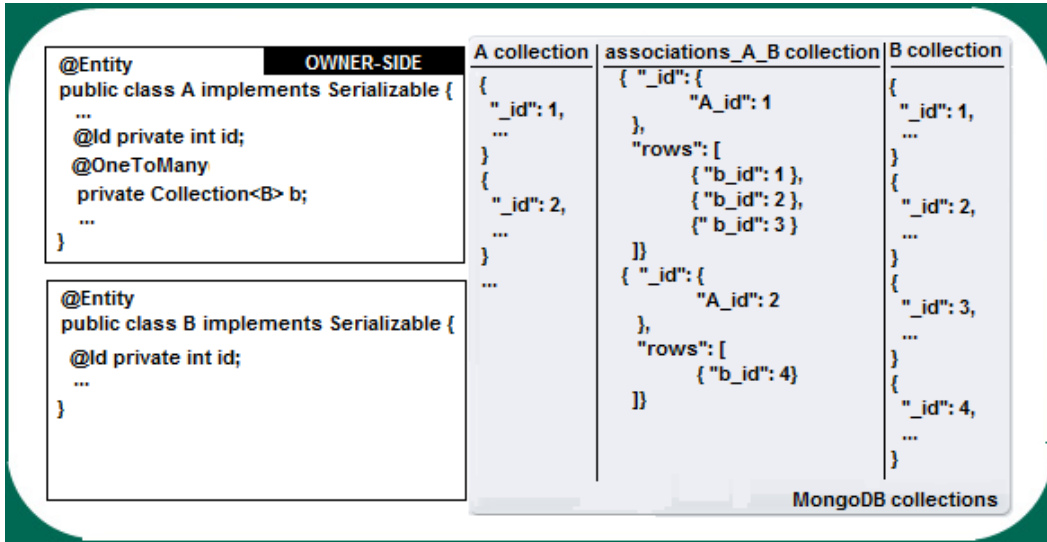 @Entity
OWNER-SIDE
public class A implements Serializable {
...
@Id private int id;
@OneToMany
private Collection<B> b;
...
}
@Entity
public class B implements Serializable {
@Id private int id;
...
}
A collection
{
"_id": 1,
...
}
{
"_id": 2,
...
}
...
associations_A_B collection
{ "_id": {
"A_id": 1
},
"rows": [
{ "b_id": 1 },
{ "b_id": 2 },
{" b_id": 3 }
]}
{ "_id": {
"A_id": 2
},
"rows": [
{ "b_id": 4}
]}
B collection
{
"_id": 1,
...
}
{
"_id": 2,
...
}
{
"_id": 3,
...
}
{
"_id": 4,
...
}
MongoDB collections